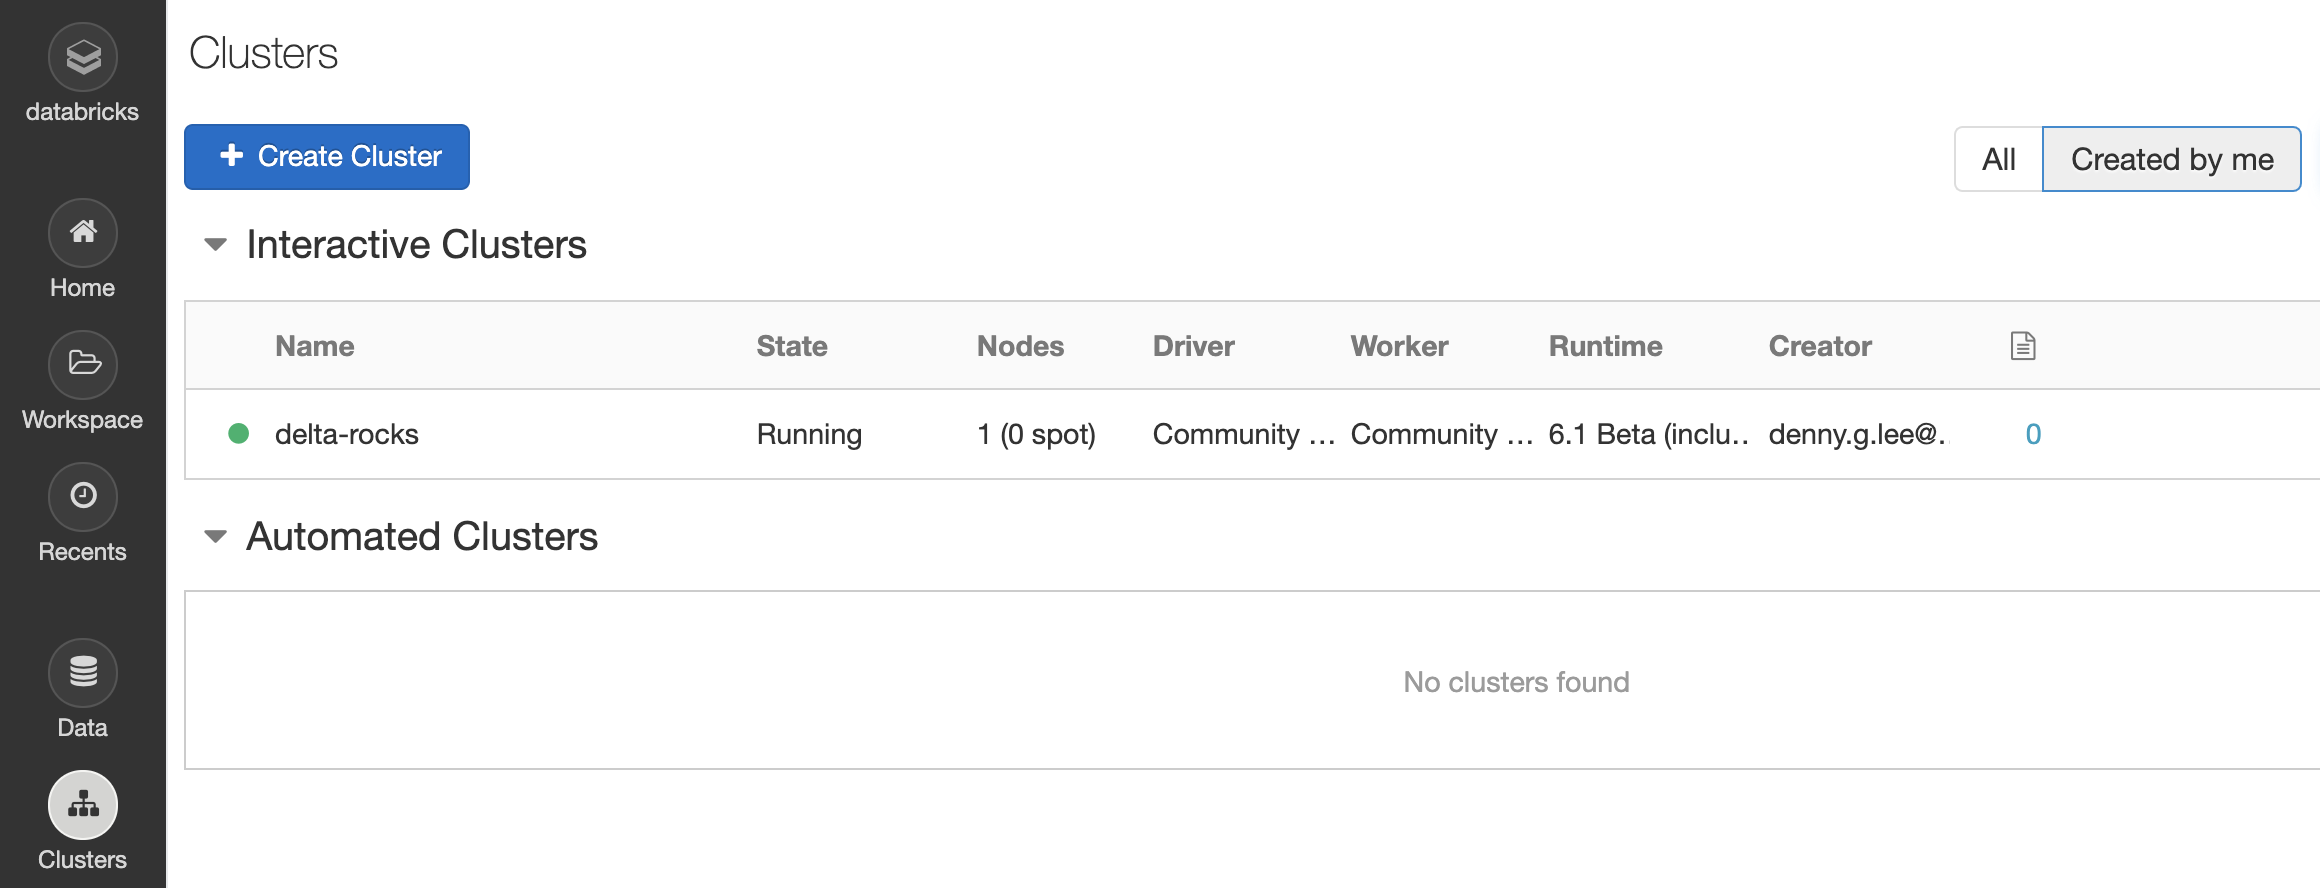 databricks
Home
Workspace
Recents
Data
Clusters
Clusters
Create Cluster
All Created by me
Interactive Clusters
Name State Nodes Driver Worker Runtime Creator
delta-rocks Running 1 (0 spot) Community ... Community ... 6.1 Beta (inclu.. denny.g.lee@. 0
Automated Clusters
No clusters found